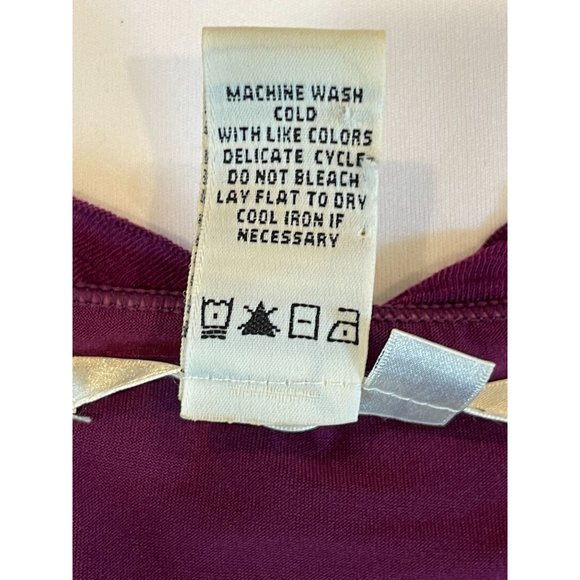 MACHINE WASH
COLD
WITH LIKE COLORS
DELICATE CYCLE-
DO NOT BLEACH
LAY FLAT TO DRY
COOL IRON IF
NECESSARY